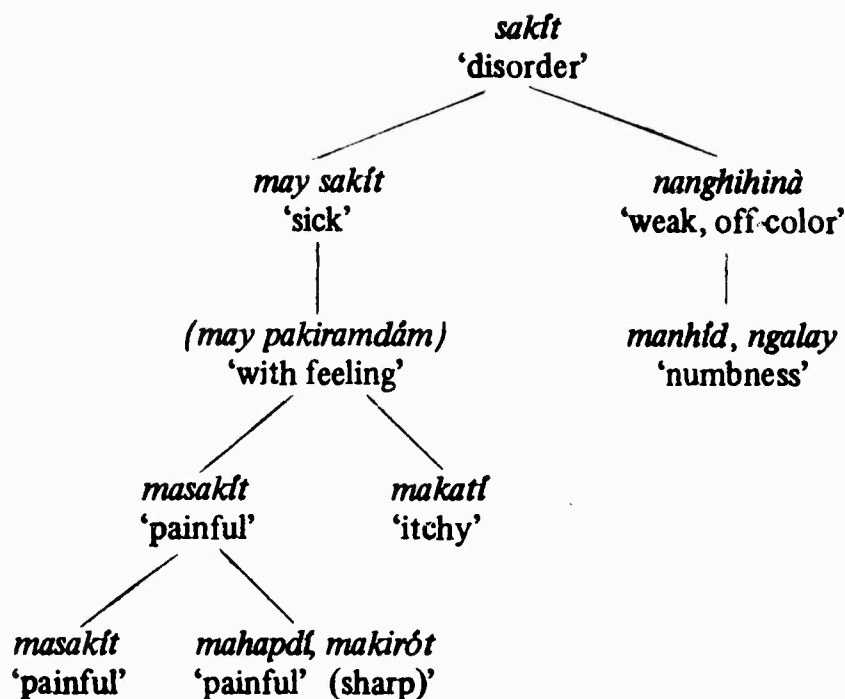 sakít
‘disorder’
may sakít nanghihinà
‘sick’ ‘weak, off-color’
(may pakiramdám) manhíd, ngalay
‘with feeling’ ‘numbness’
masakít makatí
‘painful’ ‘itchy’
masakít mahapdí, makirót
‘painful’ ‘painful’ (sharp)’